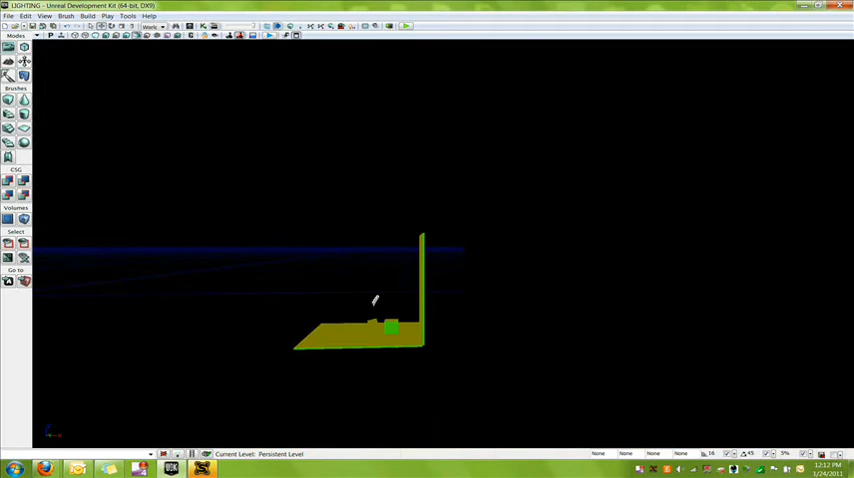 LIGHTING - Unreal Development Kit (64-bit, DX9)
File Edit View Brush Build Play Tools Help
Work
Modes
P
Brushes
CSG
Volumes
Select
Go to
Current Level: Persistent Level None None None None 16 45 5%
UDK
12:12 PM
1/24/2011